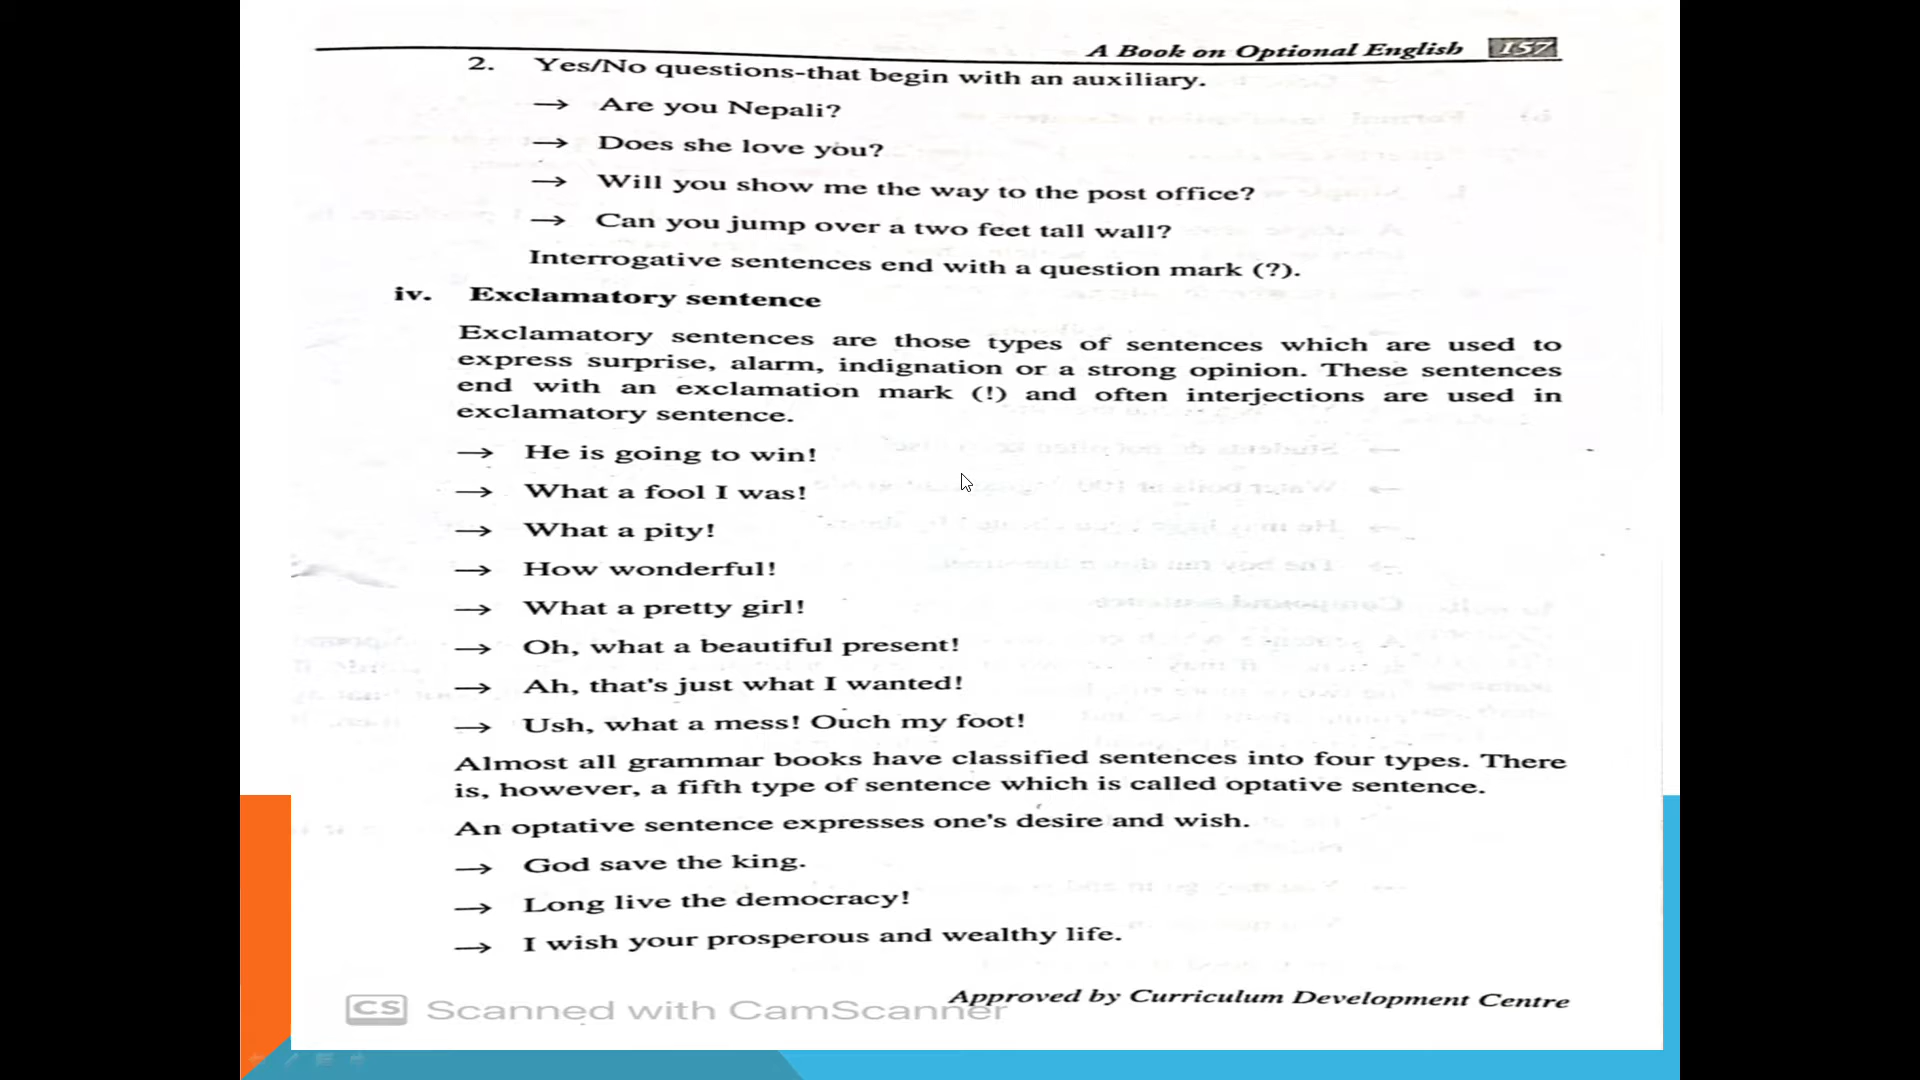 A Book on Optional English 157
2. Yes/No questions-that begin with an auxiliary.
→ Are you Nepali?
→ Does she love you?
→ Will you show me the way to the post office?
→ Can you jump over a two feet tall wall?
Interrogative sentences end with a question mark (?).
iv. Exclamatory sentence
Exclamatory sentences are those types of sentences which are used to
express surprise, alarm, indignation or a strong opinion. These sentences
end with an exclamation mark (!) and often interjections are used in
exclamatory sentence.
→ He is going to win!
→ What a fool I was!
→ What a pity!
→ How wonderful!
→ What a pretty girl!
→ Oh, what a beautiful present!
→ Ah, that's just what I wanted!
→ Ush, what a mess! Ouch my foot!
Almost all grammar books have classified sentences into four types. There
is, however, a fifth type of sentence which is called optative sentence.
An optative sentence expresses one's desire and wish.
→ God save the king.
→ Long live the democracy!
→ I wish your prosperous and wealthy life.
Approved by Curriculum Development Centre
CS Scanned with CamScanner